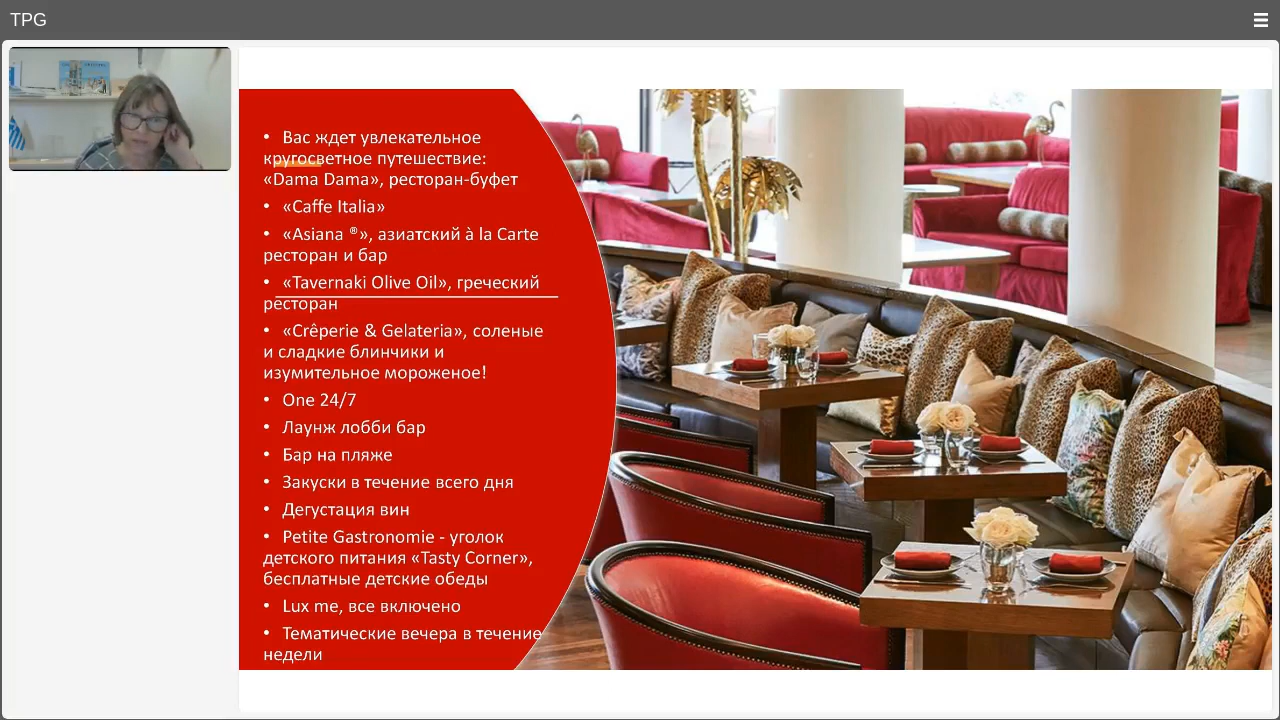 TPG
• Вас ждет увлекательное
кругосветное путешествие:
«Dama Dama», ресторан-буфет
• «Caffe Italia»
• «Asiana ®», азиатский à la Carte
ресторан и бар
• «Tavernaki Olive Oil», греческий
ресторан
• «Crêperie & Gelateria», соленые
и сладкие блинчики и
изумительное мороженое!
• One 24/7
• Лаунж лобби бар
• Бар на пляже
• Закуски в течение всего дня
• Дегустация вин
• Petite Gastronomie - уголок
детского питания «Tasty Corner»,
бесплатные детские обеды
• Lux me, все включено
• Тематические вечера в течение
недели